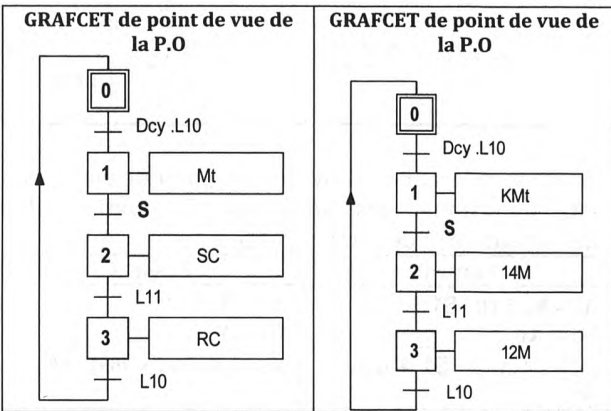 GRAFCET de point de vue de
la P.O
0
Dcy .L10
1
Mt
S
2
SC
L11
3
RC
L10
GRAFCET de point de vue de
la P.O
0
Dcy .L10
1
KMt
S
2
14M
L11
3
12M
L10